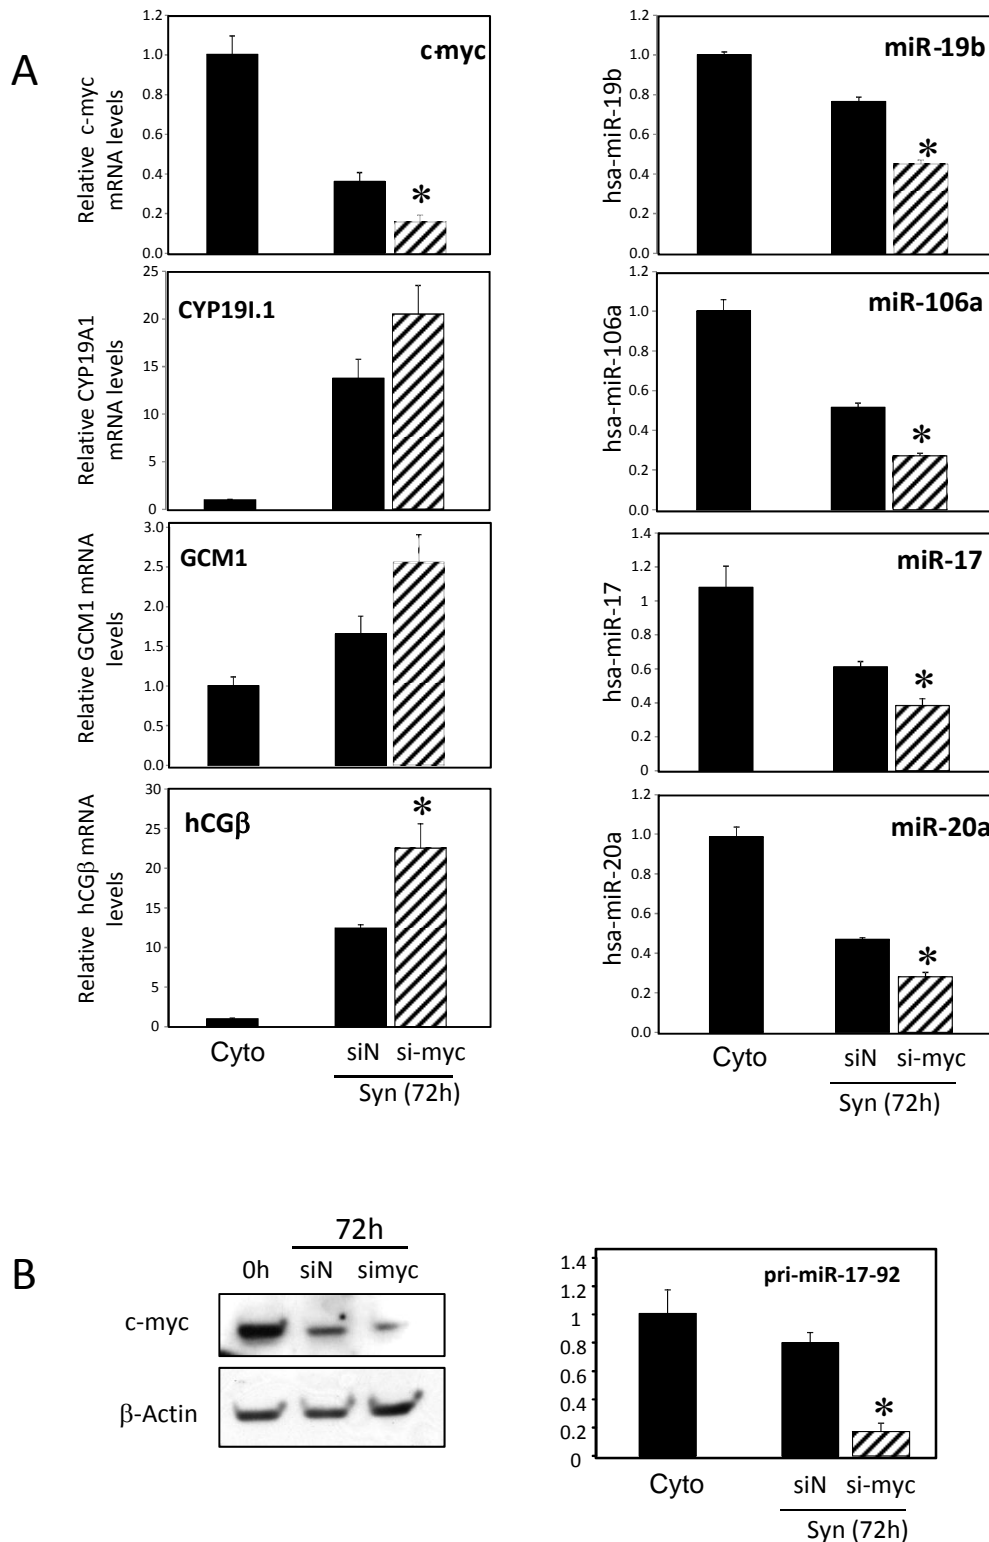 A
Relative c-myc
mRNA levels
1.2
1.0
0.8
0.6
0.4
0.2
0.0
c-myc
*
hsa-miR-19b
1.2
1.0
0.8
0.6
0.4
0.2
0.0
miR-19b
*
Relative CYP19A1
mRNA levels
25
20
15
10
5
0
CYP19I.1
hsa-miR-106a
1.2
1.0
0.8
0.6
0.4
0.2
0.0
miR-106a
*
Relative GCM1 mRNA
levels
3.0
2.5
2.0
1.5
1.0
0.5
0.0
GCM1
hsa-miR-17
1.4
1.2
1
0.8
0.6
0.4
0.2
0
miR-17
*
Relative hCGβ mRNA
levels
30
25
20
15
10
5
0
hCGβ
*
Cyto siN si-myc
Syn (72h)
hsa-miR-20a
1.2
1.0
0.8
0.6
0.4
0.2
0.0
miR-20a
*
Cyto siN si-myc
Syn (72h)
B
72h
0h siN simyc
c-myc
β-Actin
1.4
1.2
1
0.8
0.6
0.4
0.2
0
pri-miR-17-92
*
Cyto siN si-myc
Syn (72h)